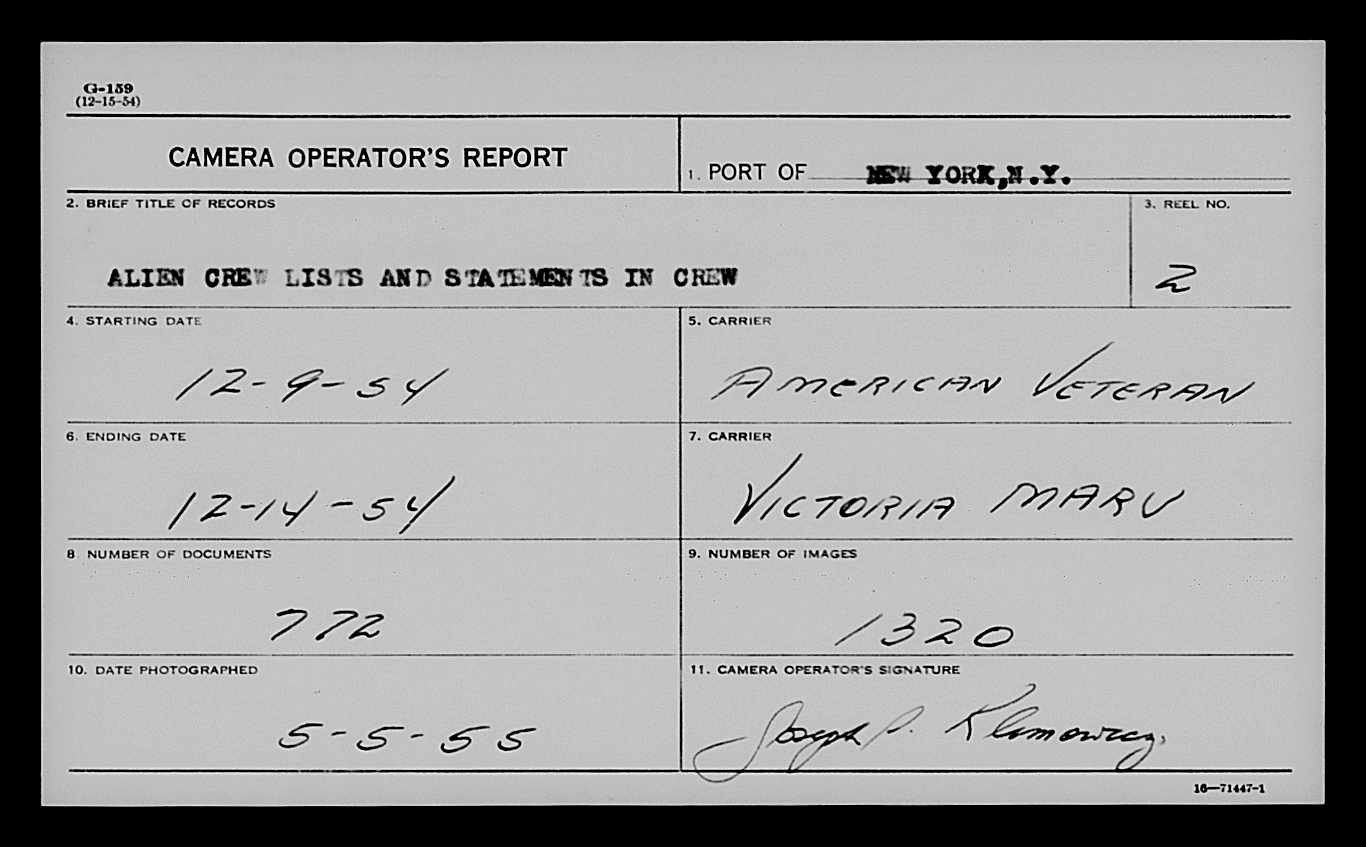 G-159
(12-15-54)
CAMERA OPERATOR'S REPORT
1. PORT OF NEW YORK,N.Y.
2. BRIEF TITLE OF RECORDS
3. REEL NO.
ALIEN CREW LISTS AND STATEMENTS IN CREW
2
4. STARTING DATE
5. CARRIER
12-9-54
AMERICAN VETERAN
6. ENDING DATE
7. CARRIER
12-14-54
VICTORIA MARU
8 NUMBER OF DOCUMENTS
9. NUMBER OF IMAGES
772
1320
10. DATE PHOTOGRAPHED
11. CAMERA OPERATOR'S SIGNATURE
5-5-55
Joseph P.
16—71447-1